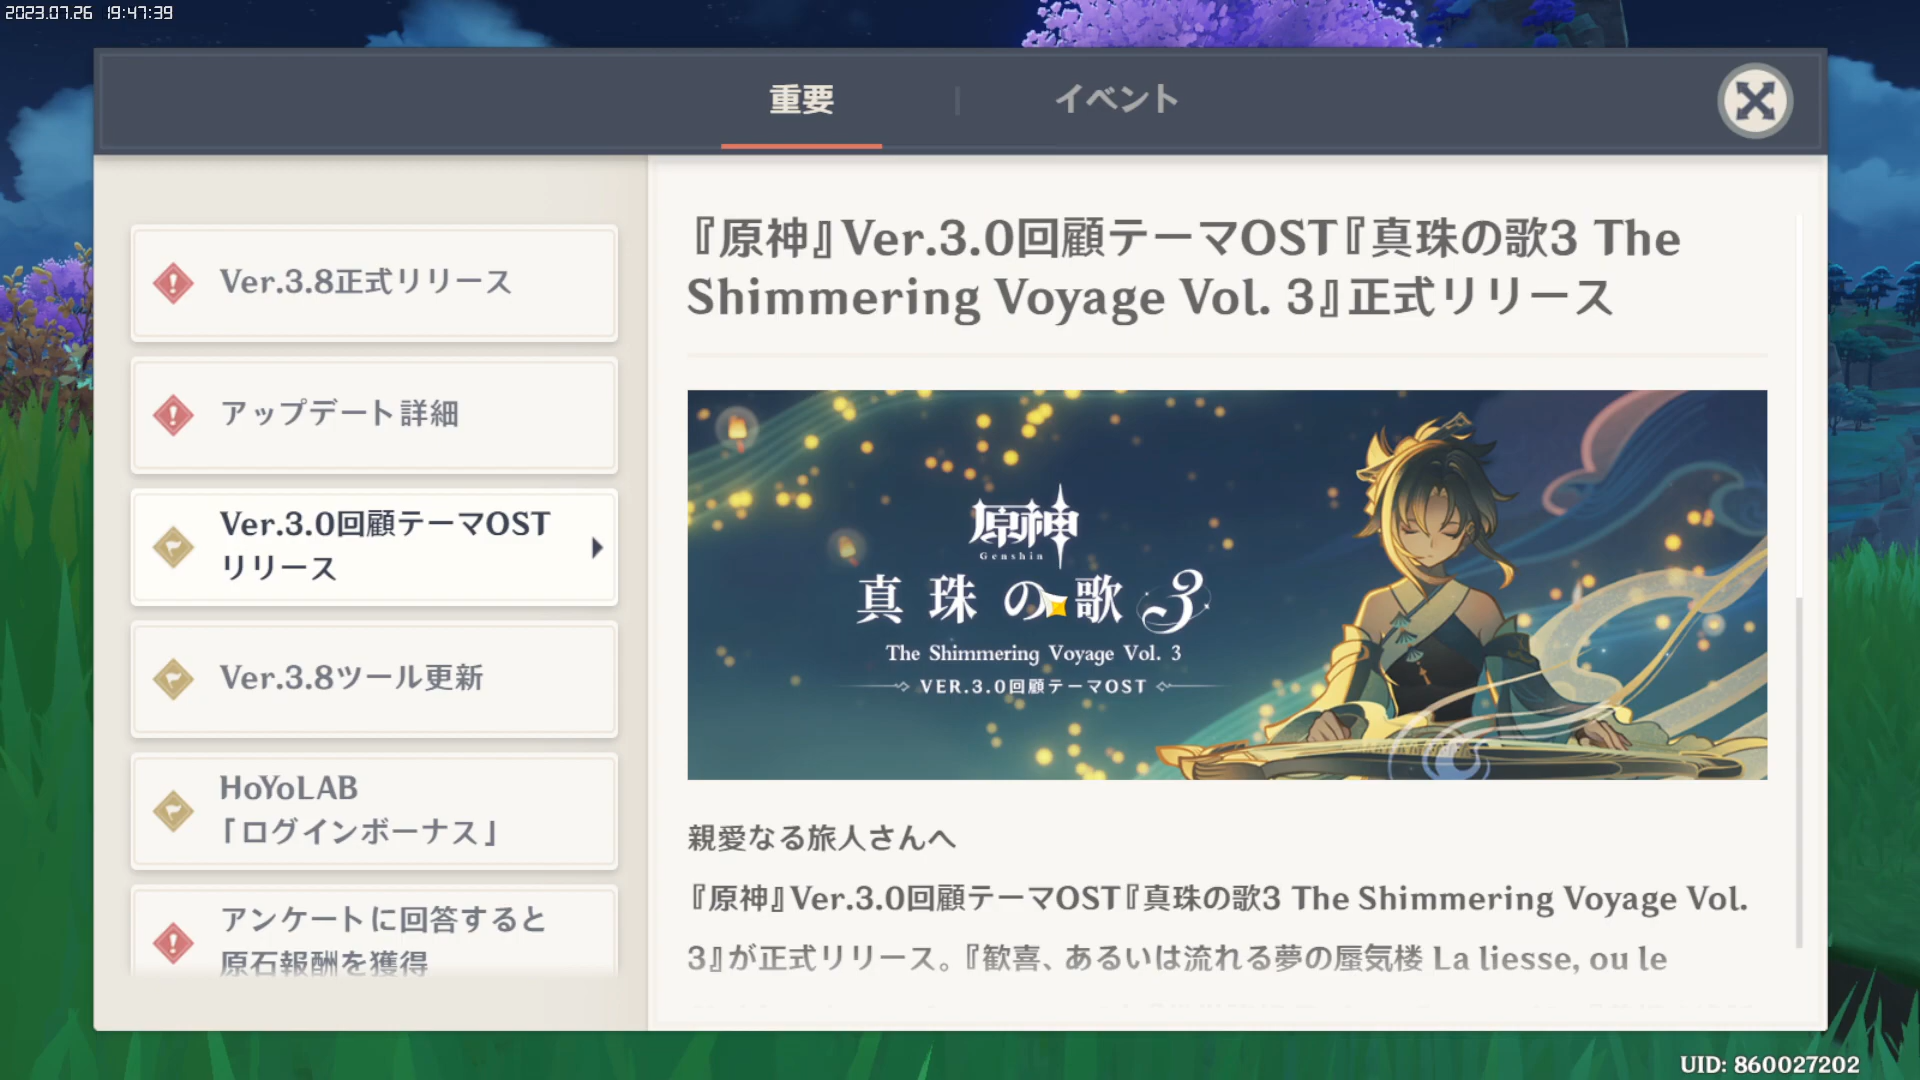 2023.07.26 19:47:39
重要
イベント
Ver.3.8正式リリース
アップデート詳細
Ver.3.0回顧テーマOST
リリース
Ver.3.8ツール更新
HoYoLAB
「ログインボーナス」
アンケートに回答すると
原石報酬を獲得
『原神』Ver.3.0回顧テーマOST『真珠の歌3 The
Shimmering Voyage Vol. 3』正式リリース
原神
Genshin
真珠の歌3
The Shimmering Voyage Vol. 3
VER.3.0回顧テーマOST
親愛なる旅人さんへ
『原神』Ver.3.0回顧テーマOST『真珠の歌3 The Shimmering Voyage Vol.
3』が正式リリース。『歓喜、あるいは流れる夢の蜃気楼 La liesse, ou le
UID: 860027202